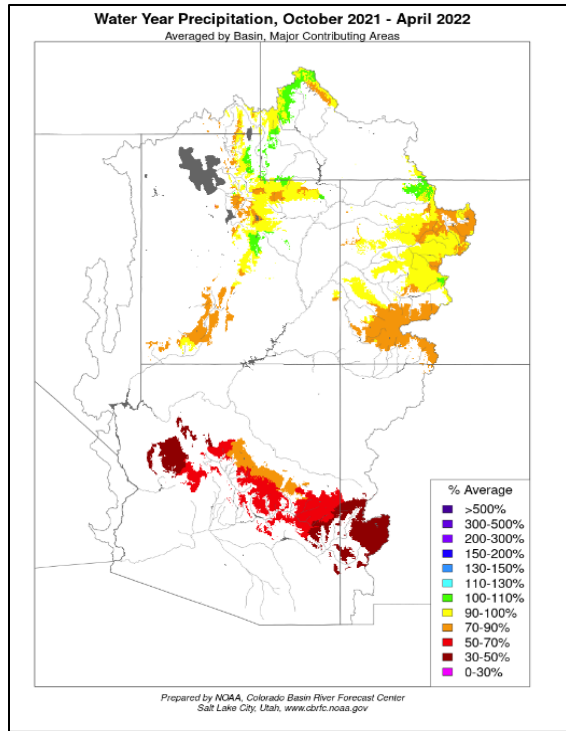 Water Year Precipitation, October 2021 - April 2022
Averaged by Basin, Major Contributing Areas
% Average
>500%
300-500%
200-300%
150-200%
130-150%
110-130%
100-110%
90-100%
70-90%
50-70%
30-50%
0-30%
Prepared by NOAA, Colorado Basin River Forecast Center
Salt Lake City, Utah, www.cbrfc.noaa.gov